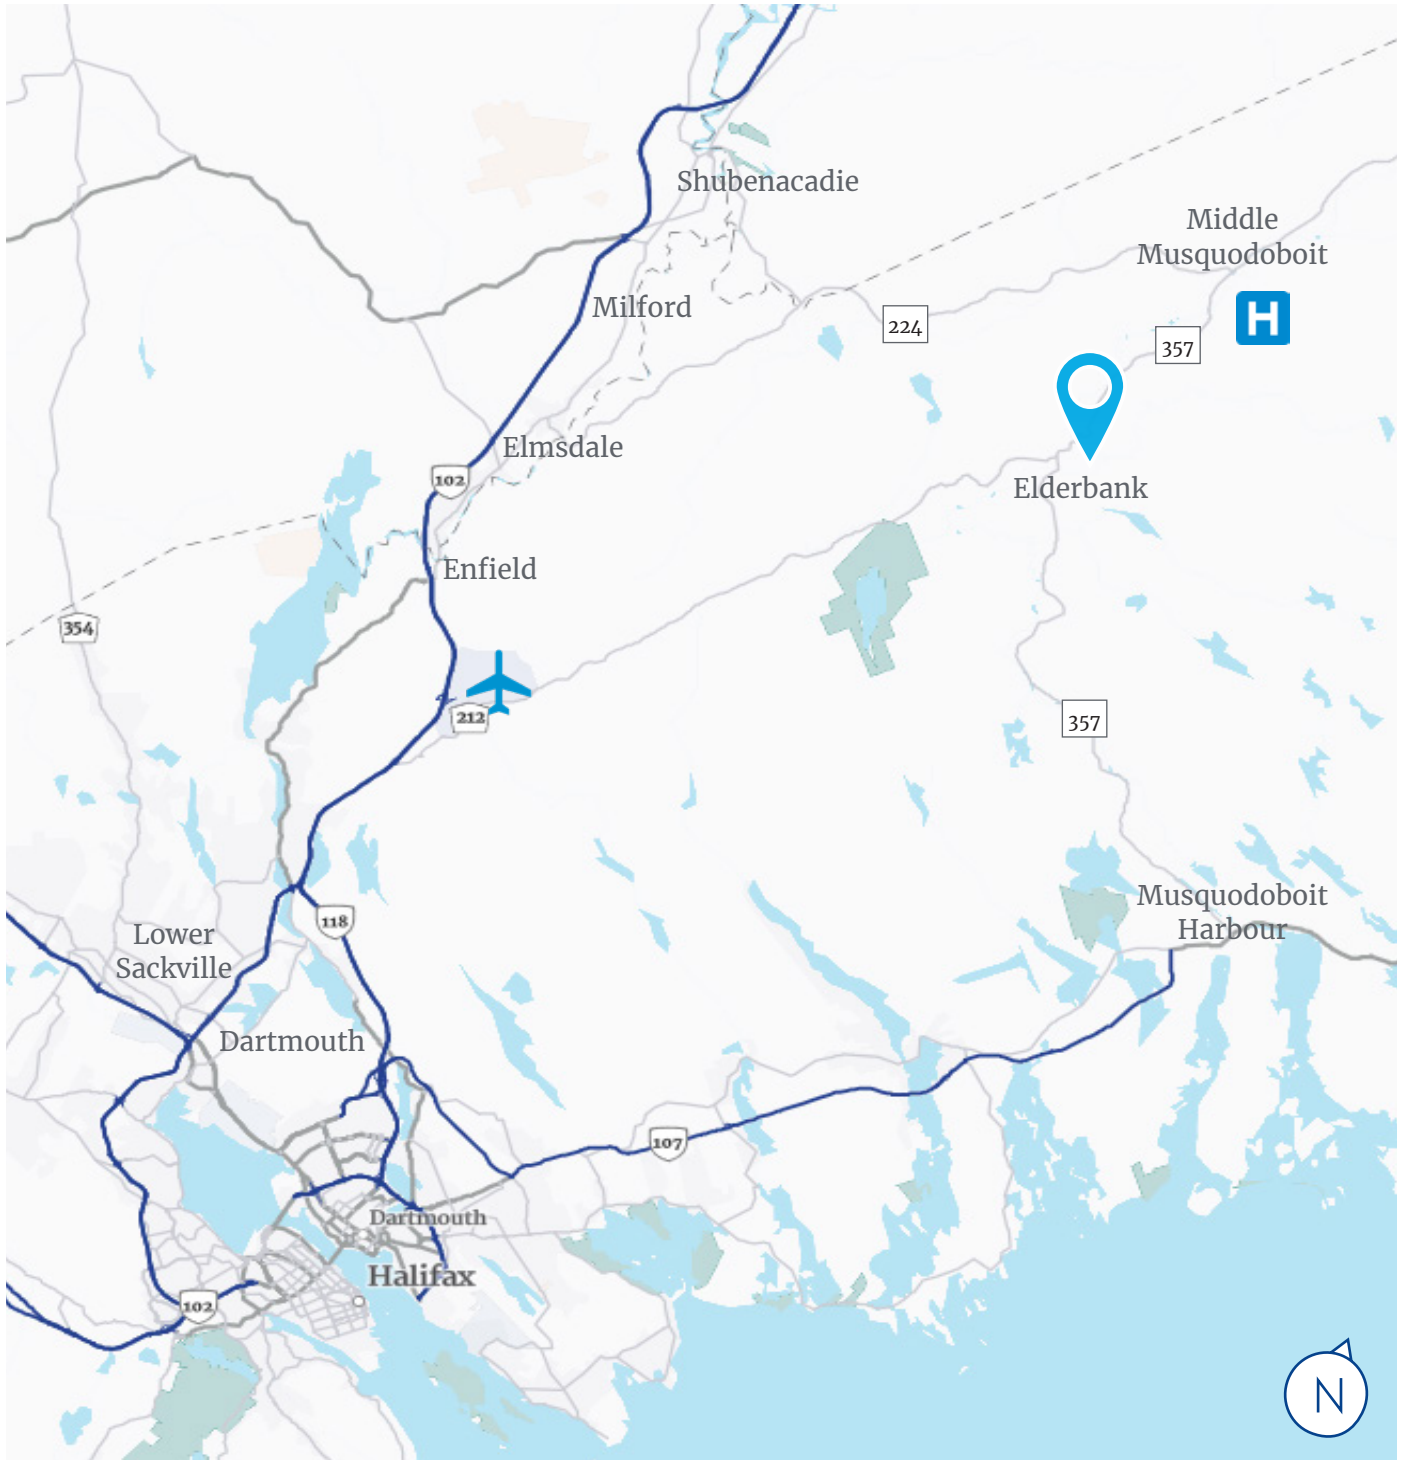 Shubenacadie
Middle
Musquodoboit
H
Milford
224
357
Elmsdale
102
Elderbank
Enfield
354
212
357
Musquodoboit
Harbour
118
Lower
Sackville
Dartmouth
107
Dartmouth
Halifax
102
N